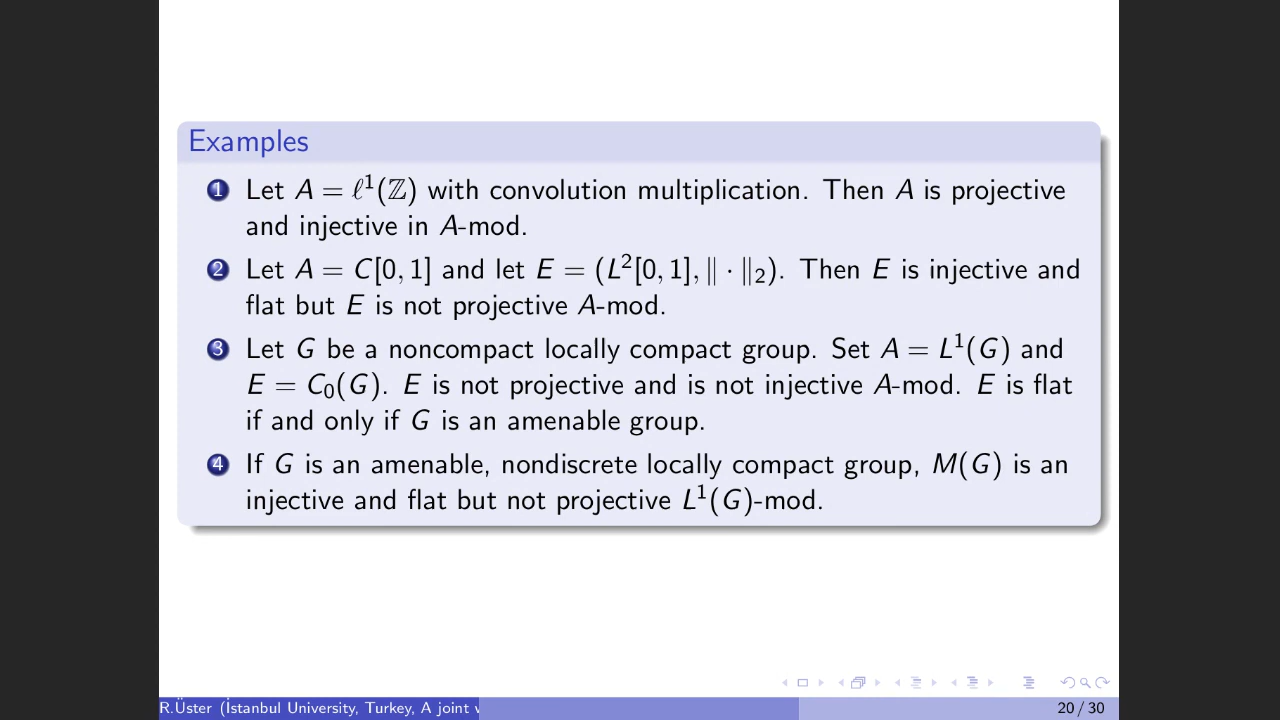 Examples
1 Let A = ℓ¹(ℤ) with convolution multiplication. Then A is projective
and injective in A-mod.
2 Let A = C[0, 1] and let E = (L²[0, 1], ‖ · ‖₂). Then E is injective and
flat but E is not projective A-mod.
3 Let G be a noncompact locally compact group. Set A = L¹(G) and
E = C₀(G). E is not projective and is not injective A-mod. E is flat
if and only if G is an amenable group.
4 If G is an amenable, nondiscrete locally compact group, M(G) is an
injective and flat but not projective L¹(G)-mod.
R.Üster (İstanbul University, Turkey, A joint
20 / 30